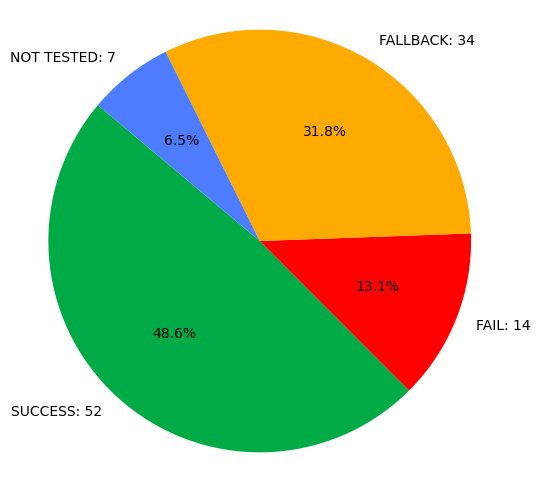 FALLBACK: 34
NOT TESTED: 7
31.8%
6.5%
13.1%
FAIL: 14
48.6%
SUCCESS: 52